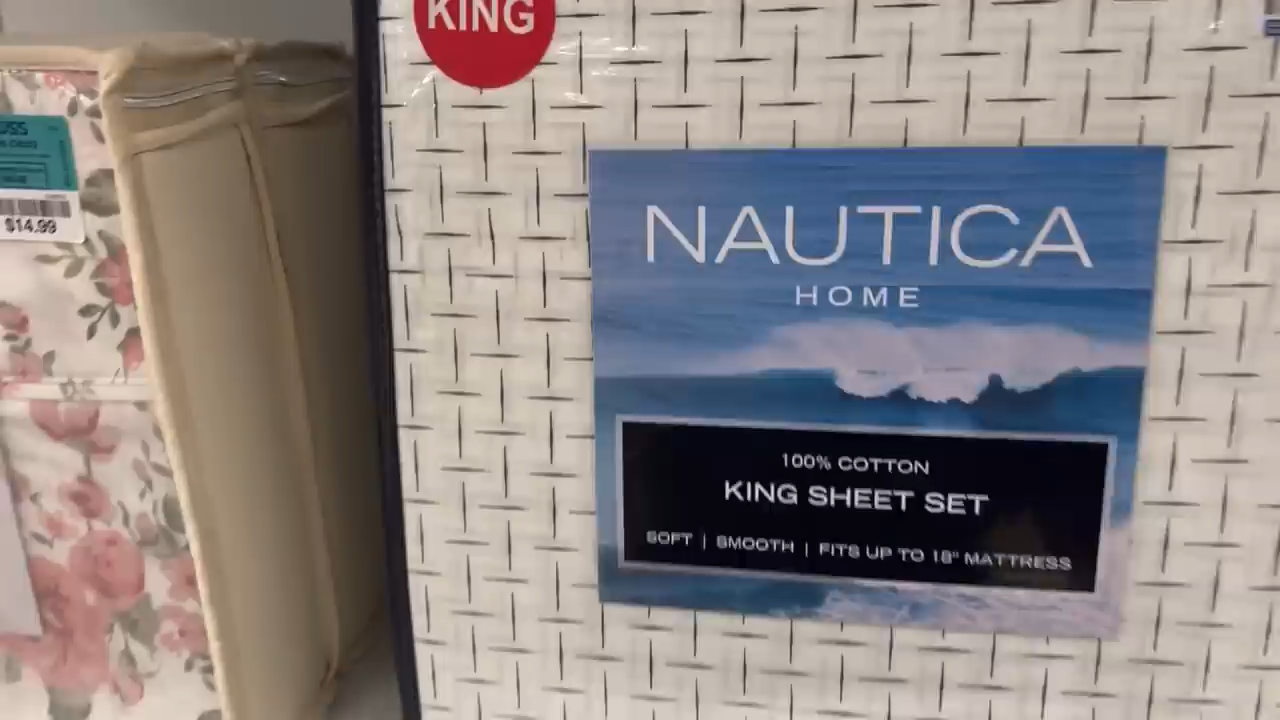 KING
NAUTICA
HOME
100% COTTON
KING SHEET SET
SOFT | SMOOTH | FITS UP TO 18" MATTRESS
$14.99